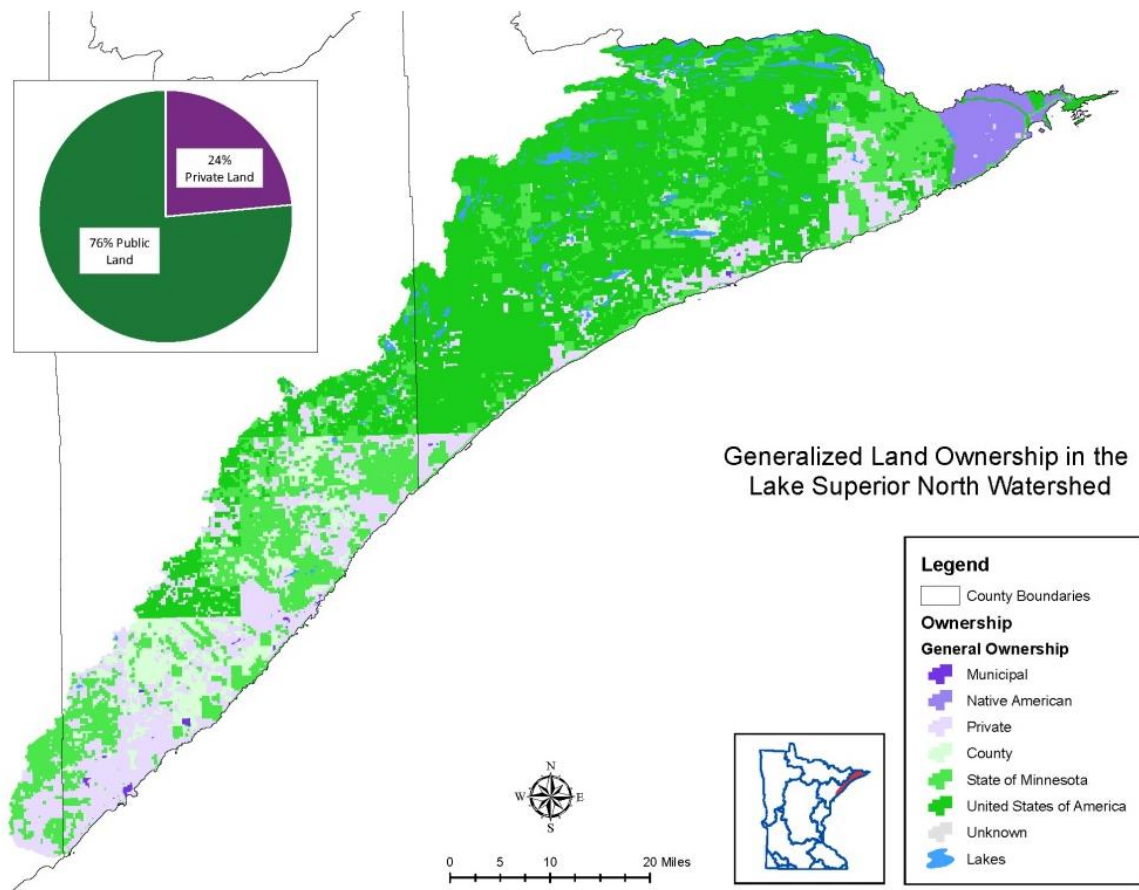 24%
Private Land
76% Public
Land
Generalized Land Ownership in the
Lake Superior North Watershed
Legend
County Boundaries
Ownership
General Ownership
Municipal
Native American
Private
County
State of Minnesota
United States of America
Unknown
Lakes
N
W E
S
0 5 10 20 Miles